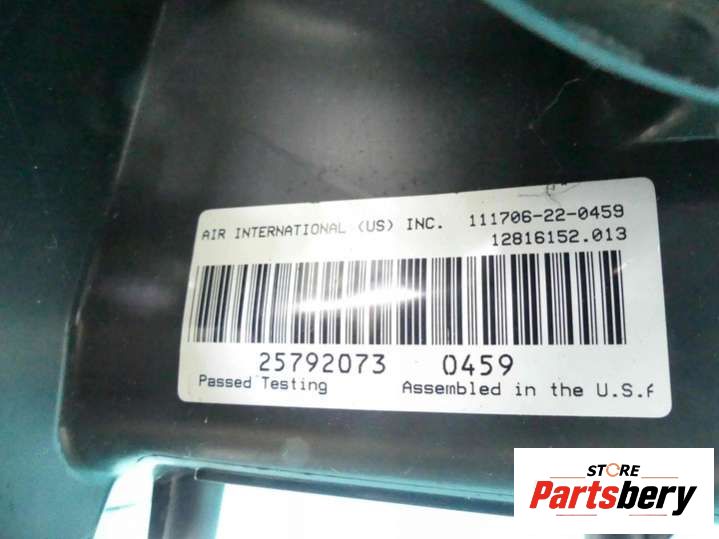 AIR INTERNATIONAL (US) INC. 111706-22-0459
12816152.013
25792073 0459
Passed Testing Assembled in the U.S.A
STORE
Partsbery